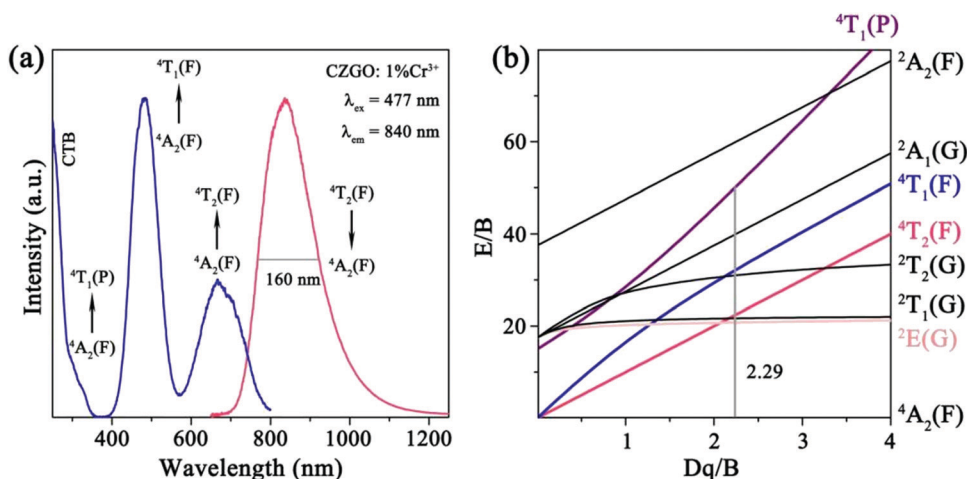 (a)
CTB
⁴T₁(F)
⁴A₂(F)
CZGO: 1%Cr³⁺
λex = 477 nm
λem = 840 nm
⁴T₂(F)
⁴A₂(F)
⁴T₂(F)
⁴A₂(F)
160 nm
⁴T₁(P)
⁴A₂(F)
Intensity (a.u.)
400 600 800 1000 1200
Wavelength (nm)
(b)
⁴T₁(P)
²A₂(F)
²A₁(G)
⁴T₁(F)
⁴T₂(F)
²T₂(G)
²T₁(G)
²E(G)
⁴A₂(F)
2.29
60
40
20
E/B
1 2 3 4
Dq/B